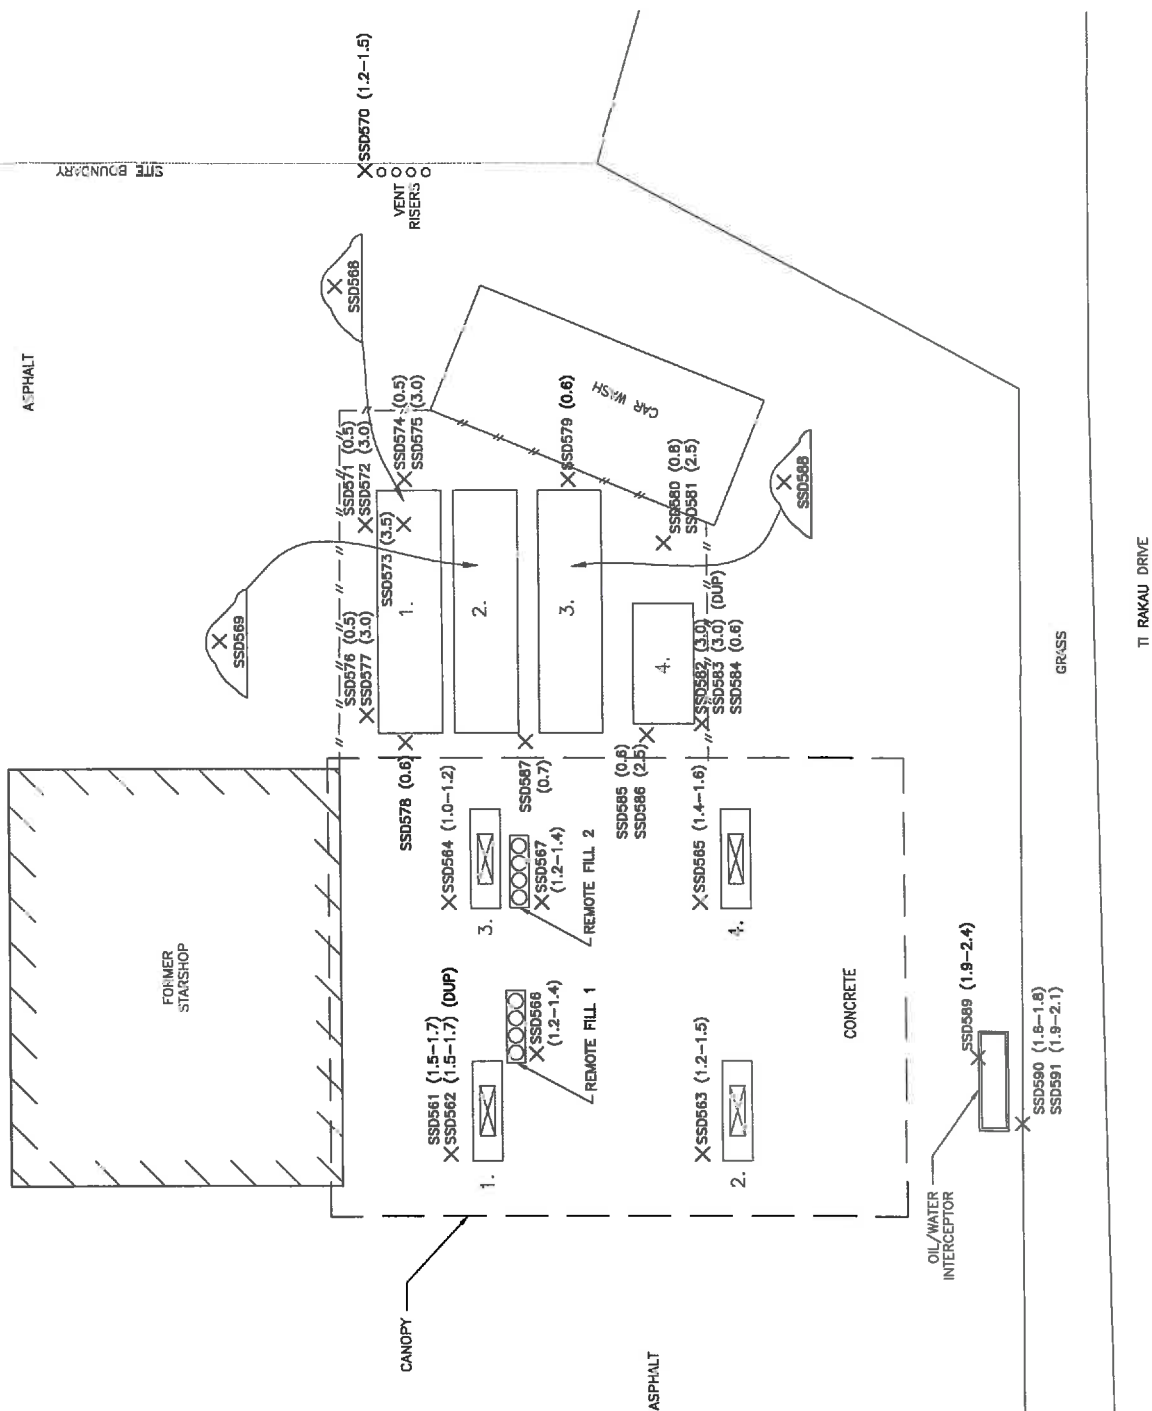 SSD570 (1.2-1.5)
SITE BOUNDARY
VENT
RISERS
SSD568
ASPHALT
SSD571 (0.5)
SSD572 (3.0)
SSD574 (0.5)
SSD575 (3.0)
CAR WASH
SSD579 (0.6)
SSD580 (0.8)
SSD581 (2.5)
SSD588
SSD573 (3.5)
1.
2.
3.
4.
SSD569
SSD576 (0.5)
SSD577 (3.0)
SSD582 (3.0)
SSD583 (3.0) (DUP)
SSD584 (0.6)
SSD578 (0.6)
SSD587
(0.7)
SSD585 (0.6)
SSD586 (2.5)
SSD564 (1.0-1.2)
3.
SSD567
(1.2-1.4)
REMOTE FILL 2
SSD565 (1.4-1.6)
4.
FORMER
STARSHOP
SSD561 (1.5-1.7)
SSD562 (1.5-1.7) (DUP)
1.
SSD566
(1.2-1.4)
REMOTE FILL 1
SSD563 (1.2-1.5)
2.
CONCRETE
SSD589 (1.9-2.4)
SSD590 (1.6-1.8)
SSD591 (1.9-2.1)
OIL/WATER
INTERCEPTOR
CANOPY
ASPHALT
GRASS
TI RAKAU DRIVE